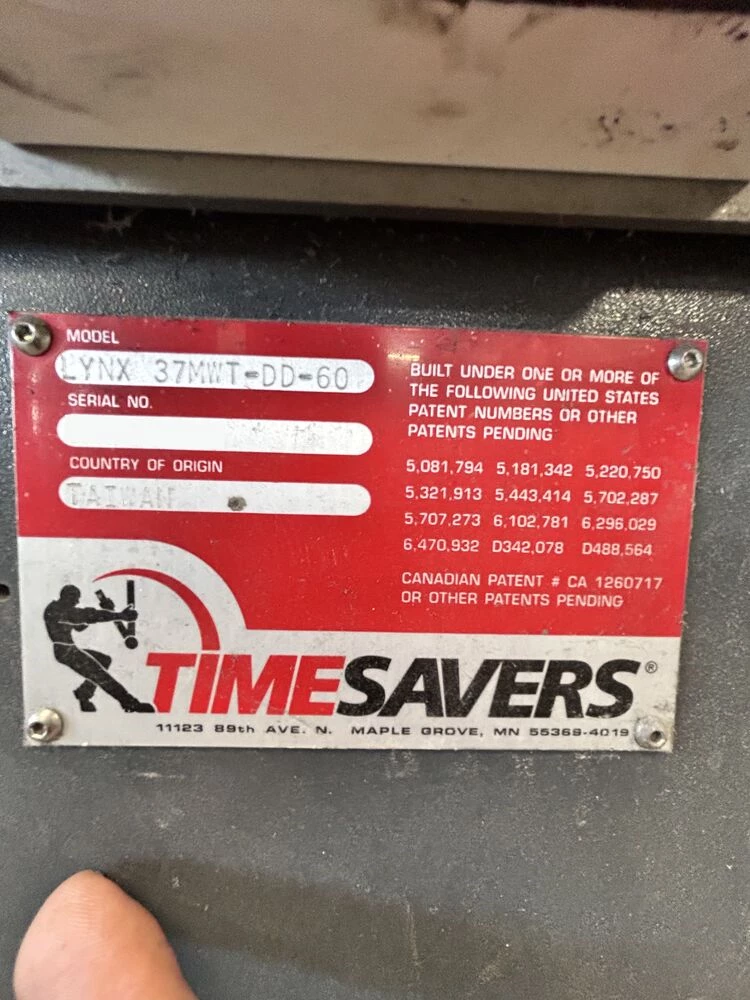 MODEL
LYNX 37MWT-DD-60
SERIAL NO.
COUNTRY OF ORIGIN
TAIWAN
BUILT UNDER ONE OR MORE OF
THE FOLLOWING UNITED STATES
PATENT NUMBERS OR OTHER
PATENTS PENDING
5,081,794 5,181,342 5,220,750
5,321,913 5,443,414 5,702,287
5,707,273 6,102,781 6,296,029
6,470,932 D342,078 D488,564
CANADIAN PATENT # CA 1260717
OR OTHER PATENTS PENDING
TIMESAVERS®
11123 89th AVE. N. MAPLE GROVE, MN 55369-4019